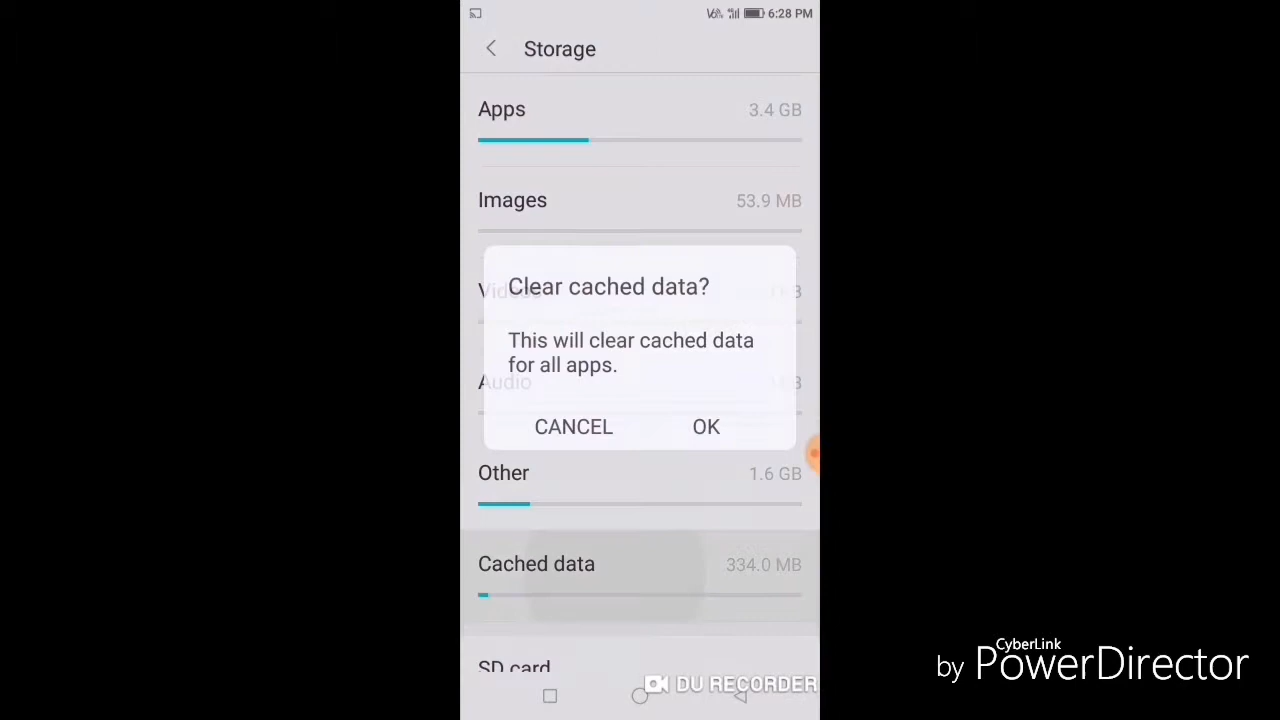 6:28 PM
Storage
Apps 3.4 GB
Images 53.9 MB
Clear cached data?
Videos
This will clear cached data
for all apps.
Audio
CANCEL OK
Other 1.6 GB
Cached data 334.0 MB
SD card
DU RECORDER
CyberLink
by PowerDirector